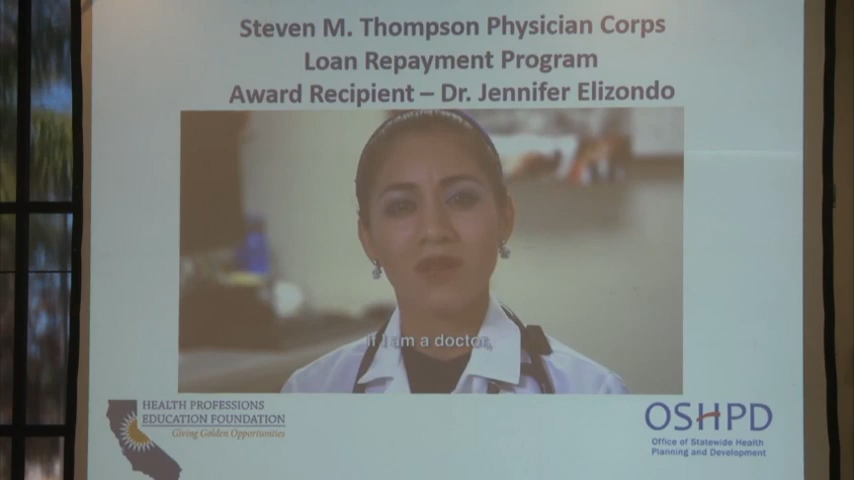 Steven M. Thompson Physician Corps
Loan Repayment Program
Award Recipient – Dr. Jennifer Elizondo
if I am a doctor,
HEALTH PROFESSIONS
EDUCATION FOUNDATION
Giving Golden Opportunities
OSHPD
Office of Statewide Health
Planning and Development